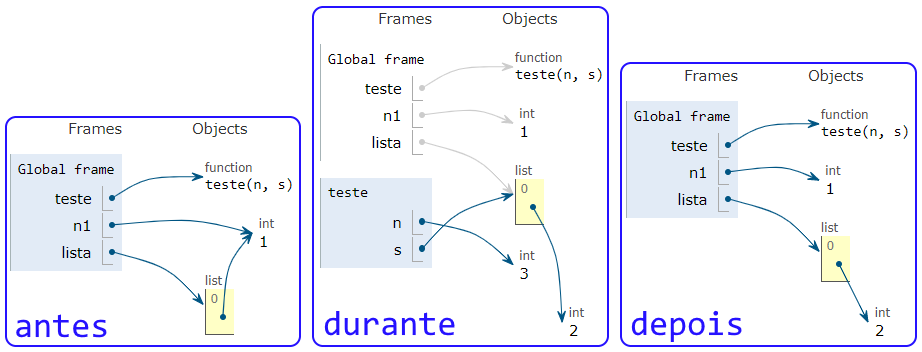 Frames Objects
Global frame
teste
n1
lista
function
teste(n, s)
int
1
list
0
antes
Frames Objects
Global frame
teste
n1
lista
function
teste(n, s)
int
1
list
0
teste
n
s
int
3
int
2
durante
Frames Objects
Global frame
teste
n1
lista
function
teste(n, s)
int
1
list
0
int
2
depois